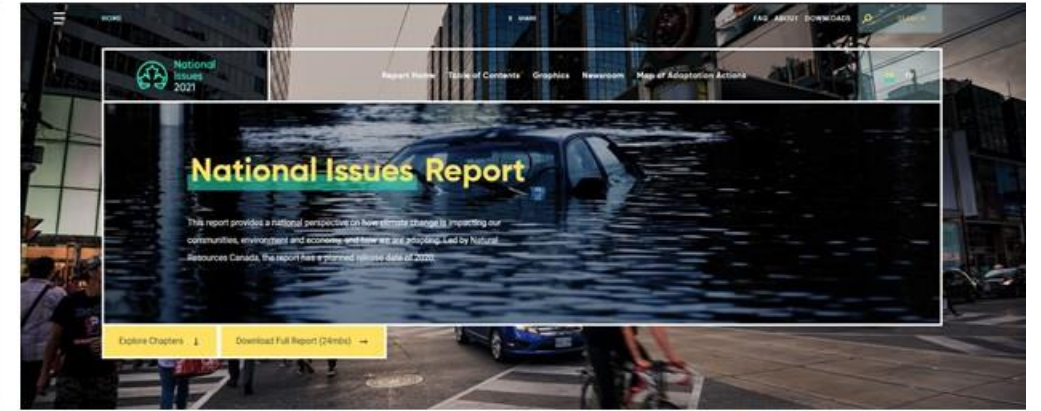 HOME
SHARE
FAQ ABOUT DOWNLOADS
SEARCH
National
Issues
2021
Report Home Table of Contents Graphics Newsroom Map of Adaptation Actions
EN
National Issues Report
This report provides a national perspective on how climate change is impacting our
communities, environment and economy, and how we are adapting. Led by Natural
Resources Canada, the report has a planned release date of 2020.
Explore Chapters ↓
Download Full Report (24mbs) →